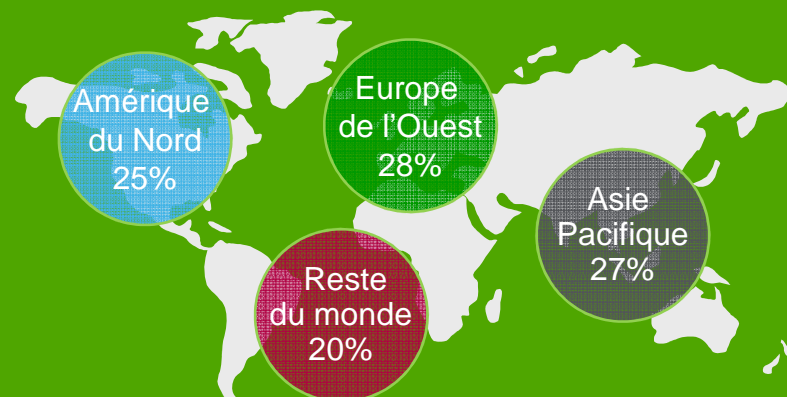 Amérique
du Nord
25%
Europe
de l'Ouest
28%
Asie
Pacifique
27%
Reste
du monde
20%